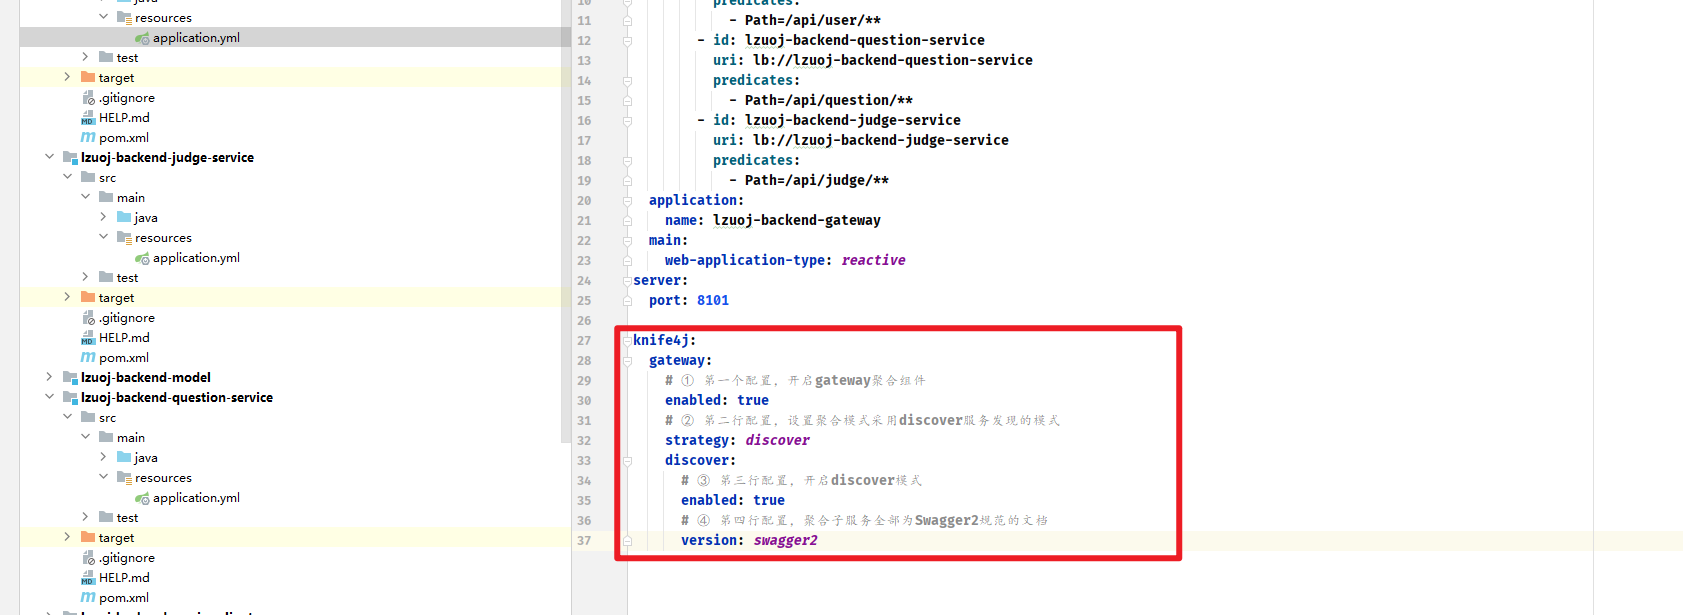 java
resources
application.yml
test
target
.gitignore
HELP.md
pom.xml
lzuoj-backend-judge-service
src
main
java
resources
application.yml
test
target
.gitignore
HELP.md
pom.xml
lzuoj-backend-model
lzuoj-backend-question-service
src
main
java
resources
application.yml
test
target
.gitignore
HELP.md
pom.xml
10 predicates:
11 - Path=/api/user/**
12 - id: lzuoj-backend-question-service
13 uri: lb://lzuoj-backend-question-service
14 predicates:
15 - Path=/api/question/**
16 - id: lzuoj-backend-judge-service
17 uri: lb://lzuoj-backend-judge-service
18 predicates:
19 - Path=/api/judge/**
20 application:
21 name: lzuoj-backend-gateway
22 main:
23 web-application-type: reactive
24 server:
25 port: 8101
26
27 knife4j:
28 gateway:
29 # ① 第一个配置，开启gateway聚合组件
30 enabled: true
31 # ② 第二行配置，设置聚合模式采用discover服务发现的模式
32 strategy: discover
33 discover:
34 # ③ 第三行配置，开启discover模式
35 enabled: true
36 # ④ 第四行配置，聚合子服务全部为Swagger2规范的文档
37 version: swagger2